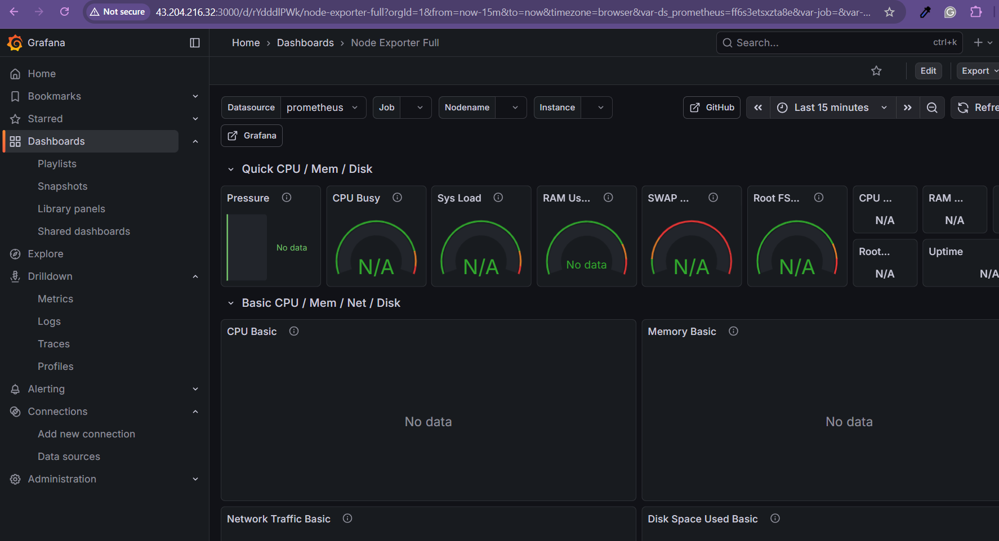 Not secure
43.204.216.32:3000/d/rYdddlPWk/node-exporter-full?orgId=1&from=now-15m&to=now&timezone=browser&var-ds_prometheus=ff6s3etsxzta8e&var-job=&var-...
Grafana
Home › Dashboards › Node Exporter Full
Search...
ctrl+k
Edit
Export
Home
Bookmarks
Starred
Dashboards
Playlists
Snapshots
Library panels
Shared dashboards
Explore
Drilldown
Metrics
Logs
Traces
Profiles
Alerting
Connections
Add new connection
Data sources
Administration
Datasource prometheus
Job
Nodename
Instance
GitHub
Last 15 minutes
Refre
Grafana
Quick CPU / Mem / Disk
Pressure
No data
CPU Busy
N/A
Sys Load
N/A
RAM Us...
No data
SWAP ...
N/A
Root FS...
N/A
CPU ...
N/A
RAM ...
N/A
Root...
N/A
Uptime
N/A
Basic CPU / Mem / Net / Disk
CPU Basic
No data
Memory Basic
No data
Network Traffic Basic
Disk Space Used Basic